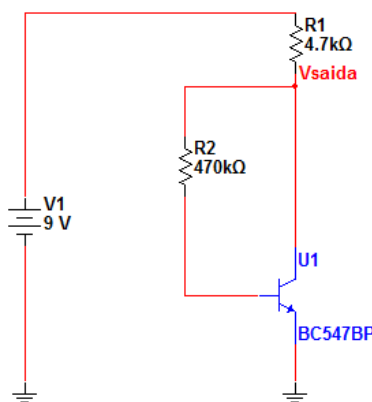 R1
4.7kΩ
Vsaida
R2
470kΩ
V1
9 V
U1
BC547BP